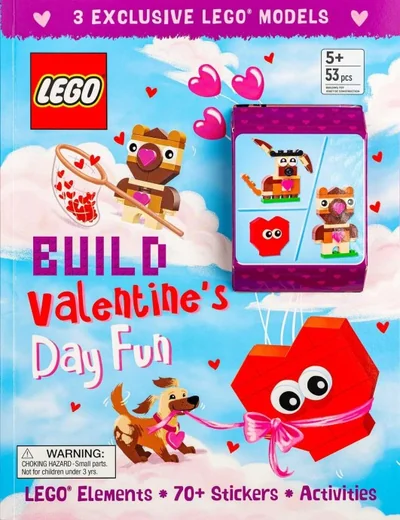 3 EXCLUSIVE LEGO® MODELS
5+
53 pcs
LEGO
BUILD
Valentine's
Day Fun
WARNING:
CHOKING HAZARD-Small parts.
Not for children under 3 yrs.
LEGO® Elements * 70+ Stickers * Activities